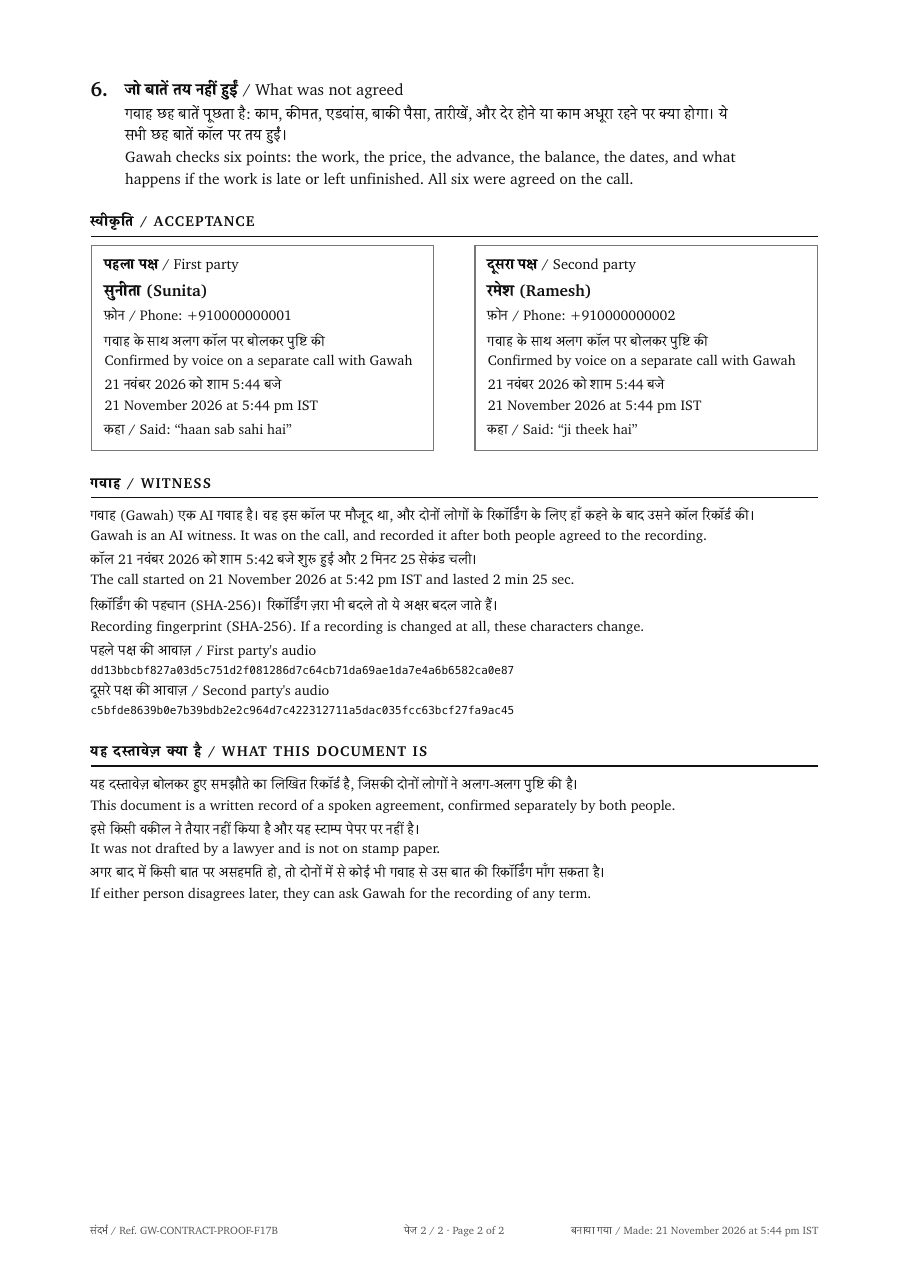 6. जो बातें तय नहीं हुईं / What was not agreed
गवाह छह बातें पूछता है: काम, कीमत, एडवांस, बाकी पैसा, तारीखें, और देर होने या काम अधूरा रहने पर क्या होगा। ये
सभी छह बातें कॉल पर तय हुईं।
Gawah checks six points: the work, the price, the advance, the balance, the dates, and what
happens if the work is late or left unfinished. All six were agreed on the call.
स्वीकृति / ACCEPTANCE
पहला पक्ष / First party
सुनीता (Sunita)
फ़ोन / Phone: +910000000001
गवाह के साथ अलग कॉल पर बोलकर पुष्टि की
Confirmed by voice on a separate call with Gawah
21 नवंबर 2026 को शाम 5:44 बजे
21 November 2026 at 5:44 pm IST
कहा / Said: “haan sab sahi hai”
दूसरा पक्ष / Second party
रमेश (Ramesh)
फ़ोन / Phone: +910000000002
गवाह के साथ अलग कॉल पर बोलकर पुष्टि की
Confirmed by voice on a separate call with Gawah
21 नवंबर 2026 को शाम 5:44 बजे
21 November 2026 at 5:44 pm IST
कहा / Said: “ji theek hai”
गवाह / WITNESS
गवाह (Gawah) एक AI गवाह है। वह इस कॉल पर मौजूद था, और दोनों लोगों के रिकॉर्डिंग के लिए हाँ कहने के बाद उसने कॉल रिकॉर्ड की।
Gawah is an AI witness. It was on the call, and recorded it after both people agreed to the recording.
कॉल 21 नवंबर 2026 को शाम 5:42 बजे शुरू हुई और 2 मिनट 25 सेकंड चली।
The call started on 21 November 2026 at 5:42 pm IST and lasted 2 min 25 sec.
रिकॉर्डिंग की पहचान (SHA-256)। रिकॉर्डिंग ज़रा भी बदले तो ये अक्षर बदल जाते हैं।
Recording fingerprint (SHA-256). If a recording is changed at all, these characters change.
पहले पक्ष की आवाज़ / First party's audio
dd13bbcbf827a03d5c751d2f081286d7c64cb71da69ae1da7e4a6b6582ca0e87
दूसरे पक्ष की आवाज़ / Second party's audio
c5bfde8639b0e7b39bdb2e2c964d7c422312711a5dac035fcc63bcf27fa9ac45
यह दस्तावेज़ क्या है / WHAT THIS DOCUMENT IS
यह दस्तावेज़ बोलकर हुए समझौते का लिखित रिकॉर्ड है, जिसकी दोनों लोगों ने अलग-अलग पुष्टि की है।
This document is a written record of a spoken agreement, confirmed separately by both people.
इसे किसी वकील ने तैयार नहीं किया है और यह स्टाम्प पेपर पर नहीं है।
It was not drafted by a lawyer and is not on stamp paper.
अगर बाद में किसी बात पर असहमति हो, तो दोनों में से कोई भी गवाह से उस बात की रिकॉर्डिंग माँग सकता है।
If either person disagrees later, they can ask Gawah for the recording of any term.
संदर्भ / Ref. GW-CONTRACT-PROOF-F17B
पेज 2 / 2 · Page 2 of 2
बनाया गया / Made: 21 November 2026 at 5:44 pm IST